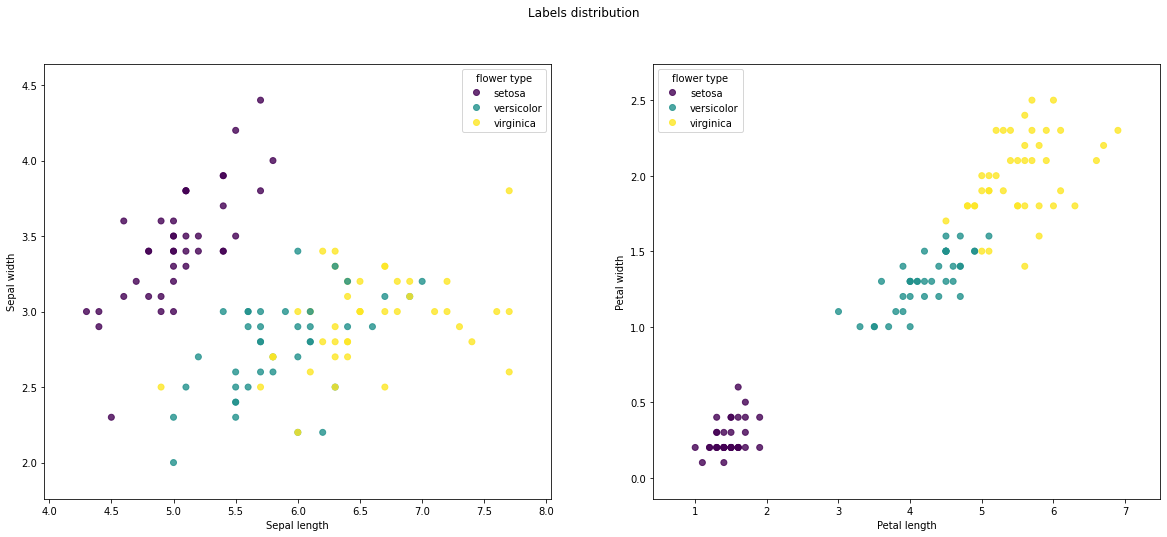 Labels distribution
4.5
4.0
3.5
3.0
2.5
2.0
Sepal width
4.0 4.5 5.0 5.5 6.0 6.5 7.0 7.5 8.0
Sepal length
flower type
setosa
versicolor
virginica
2.5
2.0
1.5
1.0
0.5
0.0
Petal width
1 2 3 4 5 6 7
Petal length
flower type
setosa
versicolor
virginica